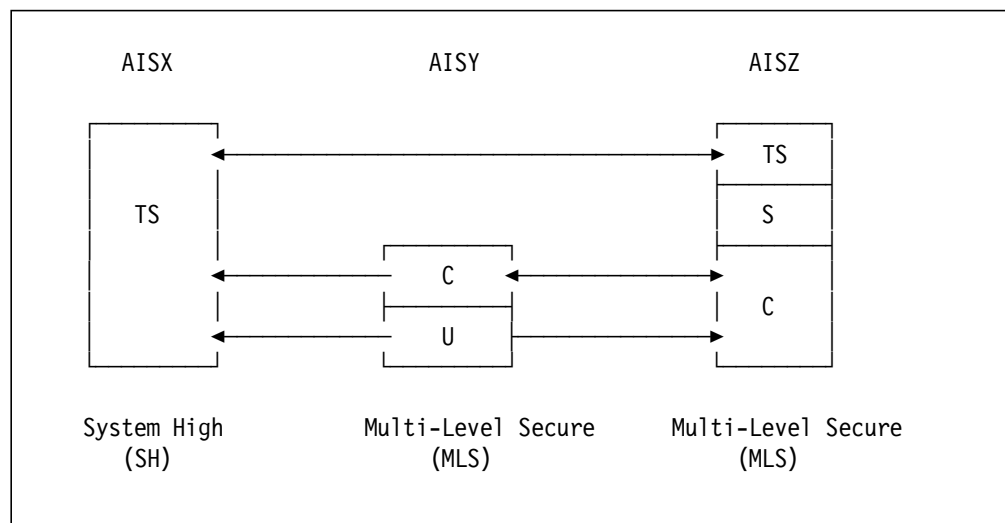 AISX AISY AISZ
TS
TS S
C C
U
System High Multi-Level Secure Multi-Level Secure
(SH) (MLS) (MLS)